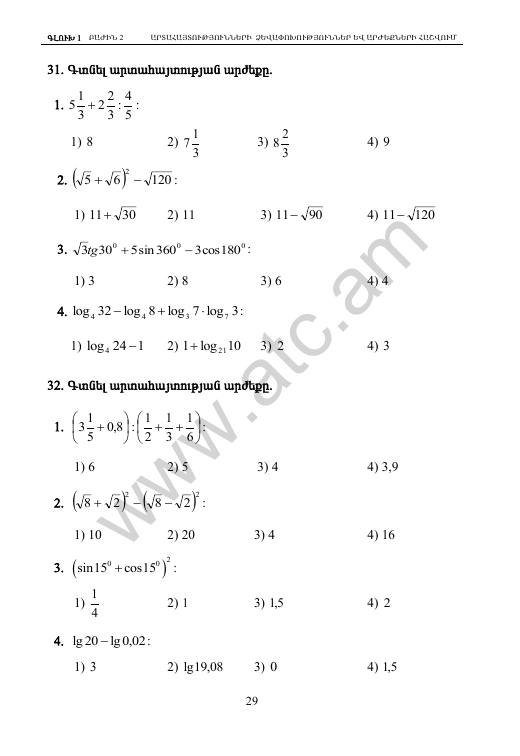 ԳԼՈՒԽ 1 ԲԱԺԻՆ 2 ԱՐՏԱՀԱՅՏՈՒԹՅՈՒՆՆԵՐԻ ՁԵՎԱՓՈԽՈՒԹՅՈՒՆՆԵՐ ԵՎ ԱՐԺԵՔՆԵՐԻ ՀԱՇՎՈՒՄ
31. Գտնել արտահայտության արժեքը.
1. 5 1/3 + 2 2/3 : 4/5 :
1) 8 2) 7 1/3 3) 8 2/3 4) 9
2. (√5 + √6)² − √120 :
1) 11 + √30 2) 11 3) 11 − √90 4) 11 − √120
3. √3tg30⁰ + 5sin360⁰ − 3cos180⁰ :
1) 3 2) 8 3) 6 4) 4
4. log₄ 32 − log₄ 8 + log₃ 7 · log₇ 3 :
1) log₄ 24 − 1 2) 1 + log₂₁ 10 3) 2 4) 3
32. Գտնել արտահայտության արժեքը.
1. (3 1/5 + 0,8) : (1/2 + 1/3 + 1/6) :
1) 6 2) 5 3) 4 4) 3,9
2. (√8 + √2)² − (√8 − √2)² :
1) 10 2) 20 3) 4 4) 16
3. (sin15⁰ + cos15⁰)² :
1) 1/4 2) 1 3) 1,5 4) 2
4. lg20 − lg0,02 :
1) 3 2) lg19,08 3) 0 4) 1,5
29
www.atc.am